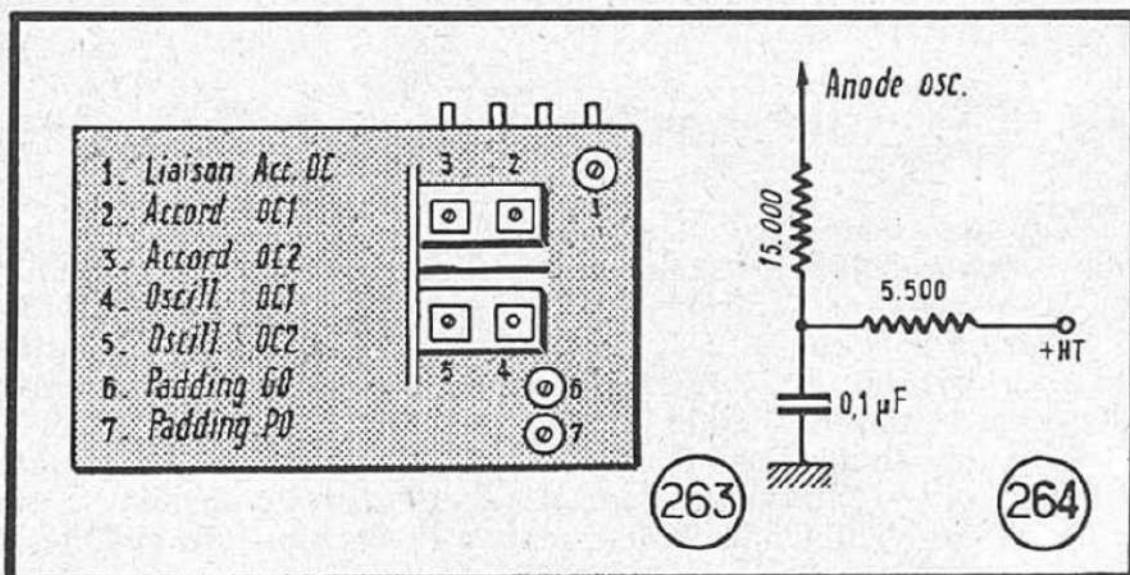 1. Liaison Acc. OC
2. Accord OC1
3. Accord OC2
4. Oscill. OC1
5. Oscill. OC2
6. Padding GO
7. Padding PO
3 2
1
5 4
6
7
263
Anode osc.
15.000
5.500
+HT
0,1 µF
264